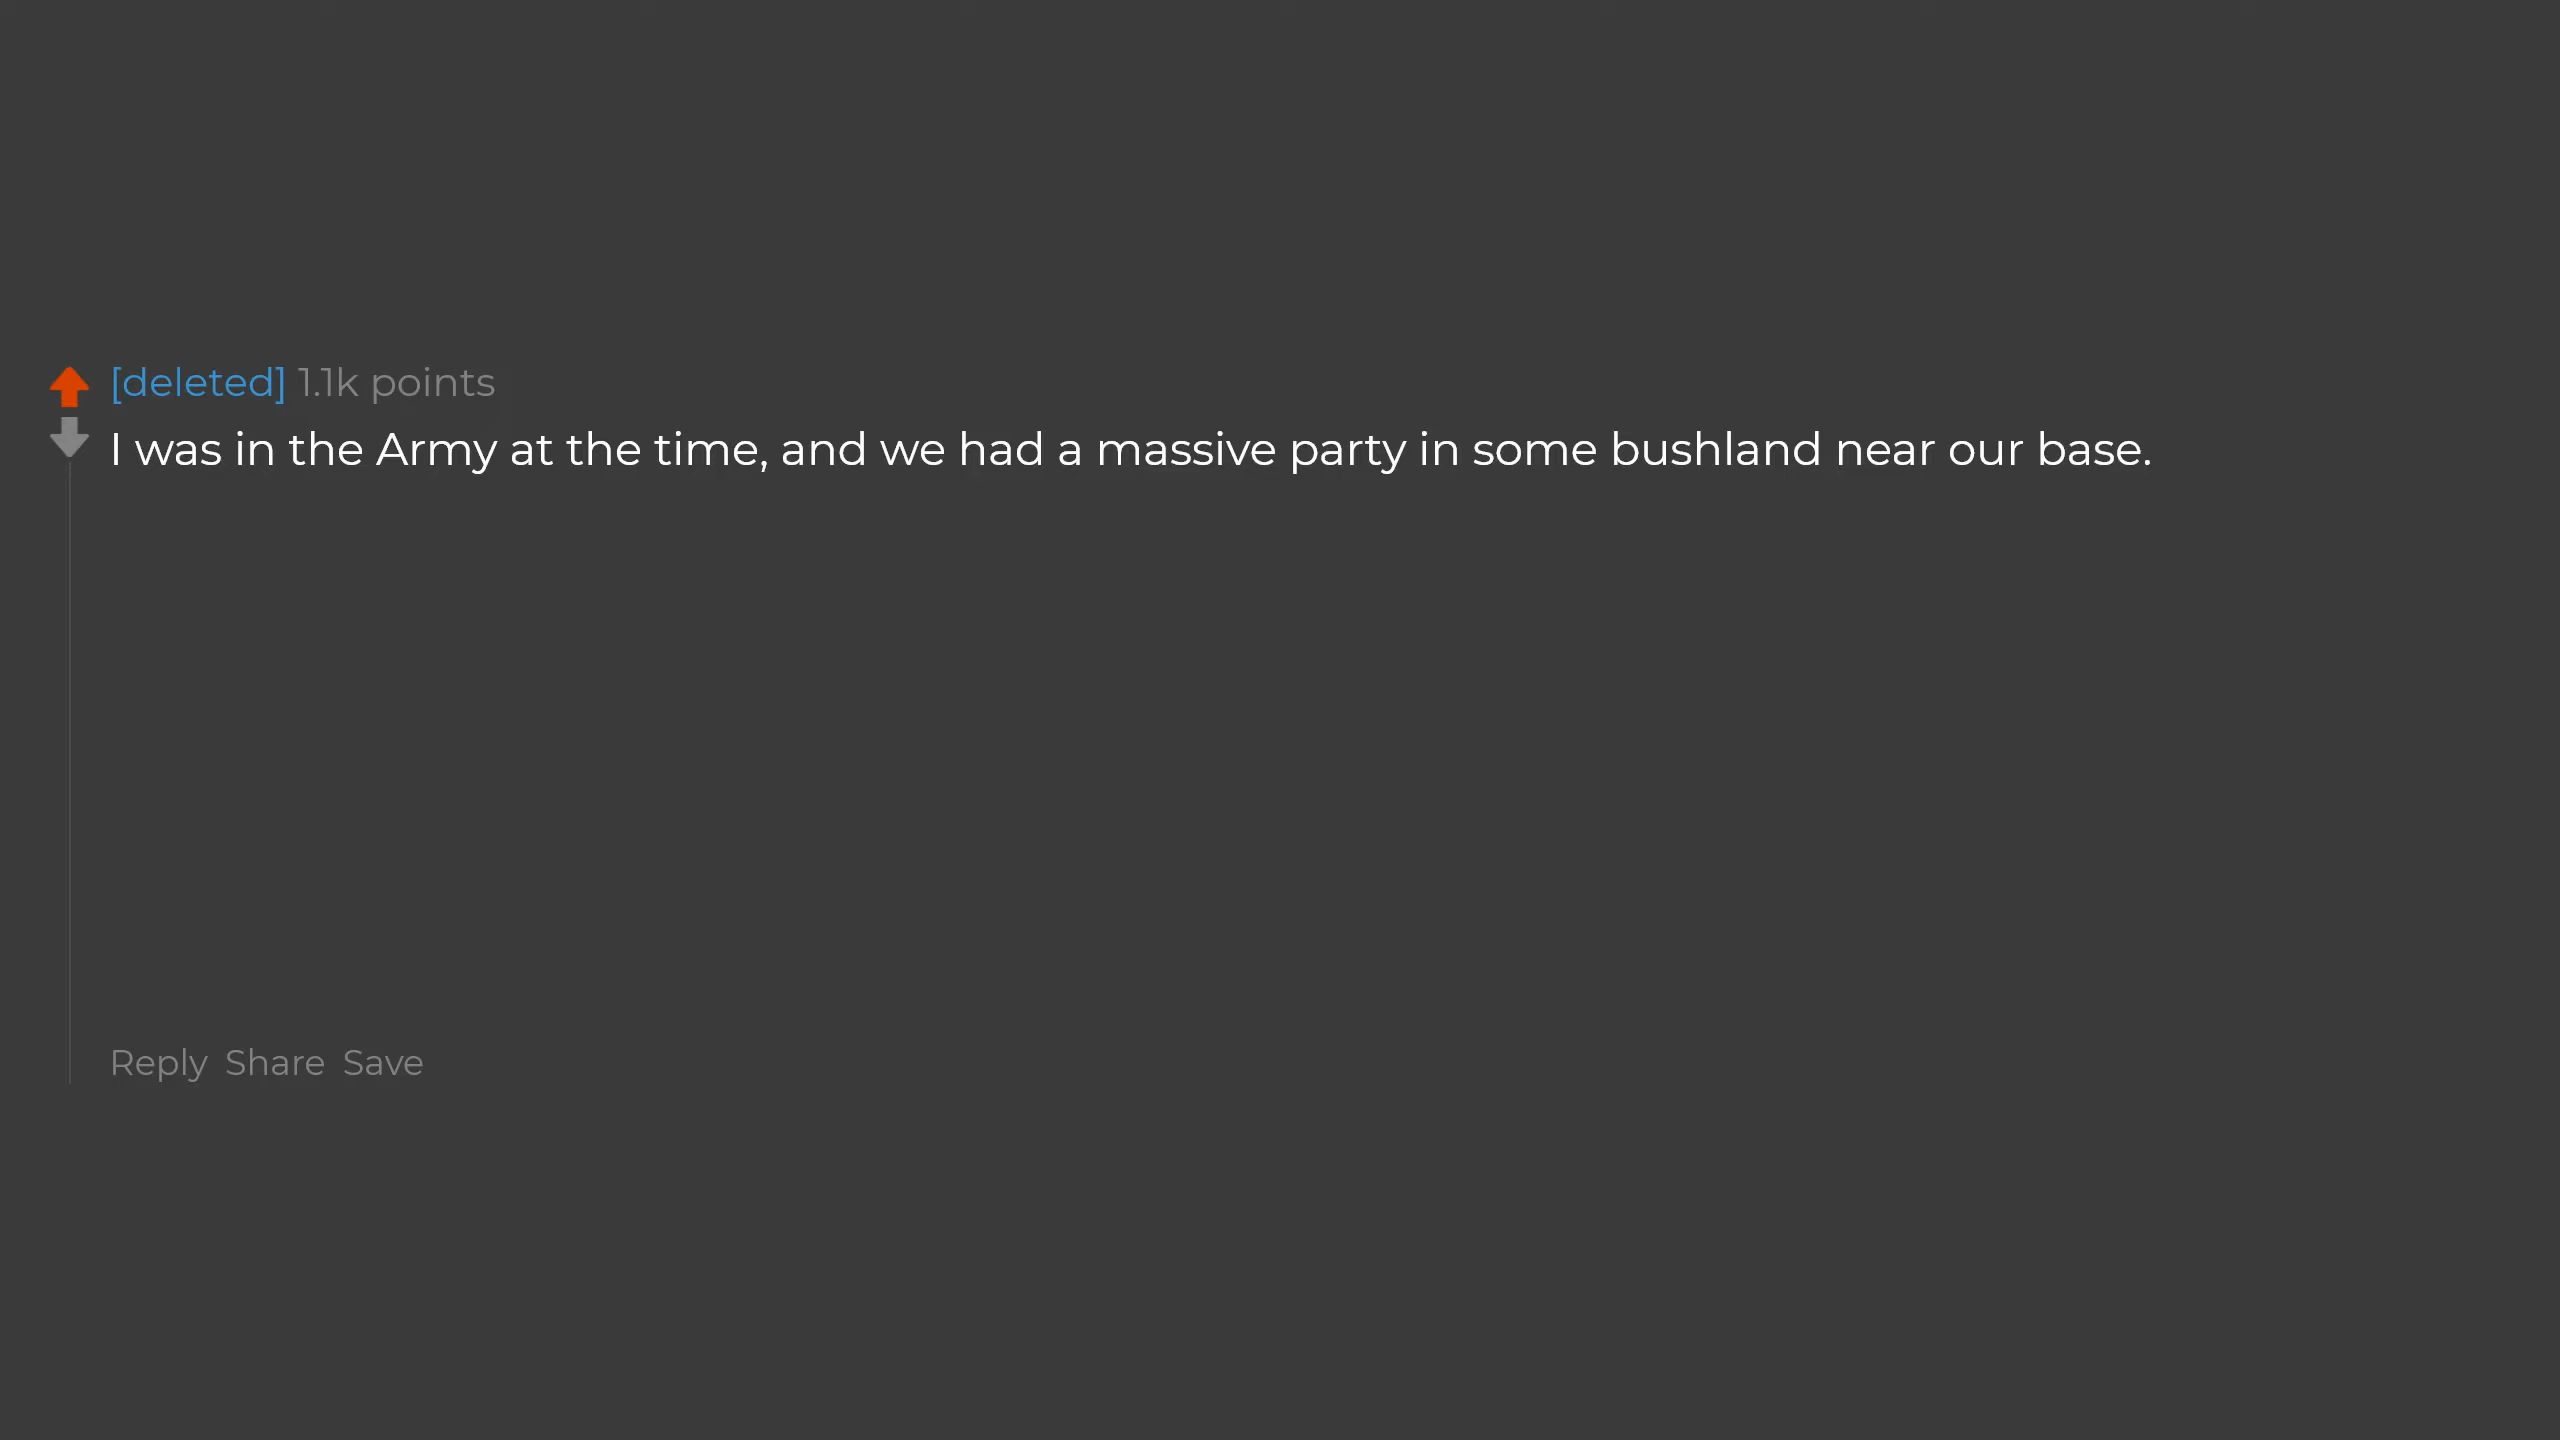 [deleted] 1.1k points
I was in the Army at the time, and we had a massive party in some bushland near our base.
Reply Share Save